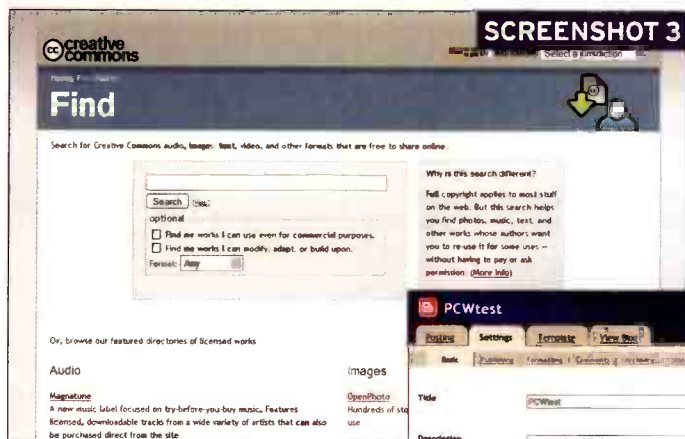 SCREENSHOT 3
cc creative commons
Select a jurisdiction
Find
Search for Creative Commons audio, images, text, video, and other formats that are free to share online
Search
optional
Find me works I can use even for commercial purposes.
Find me works I can modify, adapt, or build upon.
Format: Any
Why is this search different?
Full copyright applies to most stuff
on the web. But this search helps
you find photos, music, text, and
other works whose authors want
you to re-use it for some uses –
without having to pay or ask
permission. (More info)
Or, browse our featured directories of licensed works
Audio
Magnatune
A new music label focused on try-before-you-buy music. Features
licensed, downloadable tracks from a wide variety of artists that can also
be purchased direct from the site
Images
OpenPhoto
Hundreds of sto
use
PCWtest
Posting Settings Template View Blog
Basic Publishing Formatting Comments
Title PCWtest
Description